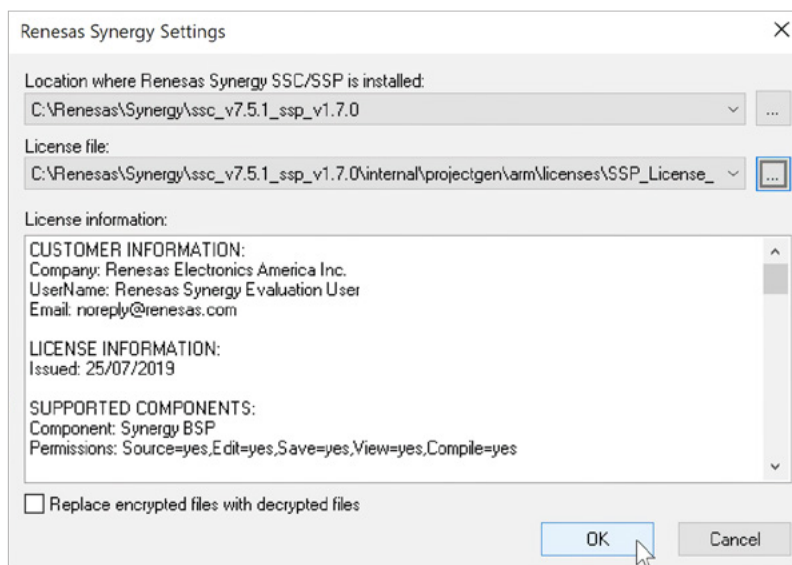 Renesas Synergy Settings
Location where Renesas Synergy SSC/SSP is installed:
C:\Renesas\Synergy\ssc_v7.5.1_ssp_v1.7.0
...
License file:
C:\Renesas\Synergy\ssc_v7.5.1_ssp_v1.7.0\internal\projectgen\arm\licenses\SSP_License_
...
License information:
CUSTOMER INFORMATION:
Company: Renesas Electronics America Inc.
UserName: Renesas Synergy Evaluation User
Email: noreply@renesas.com
LICENSE INFORMATION:
Issued: 25/07/2019
SUPPORTED COMPONENTS:
Component: Synergy BSP
Permissions: Source=yes,Edit=yes,Save=yes,View=yes,Compile=yes
Replace encrypted files with decrypted files
OK
Cancel